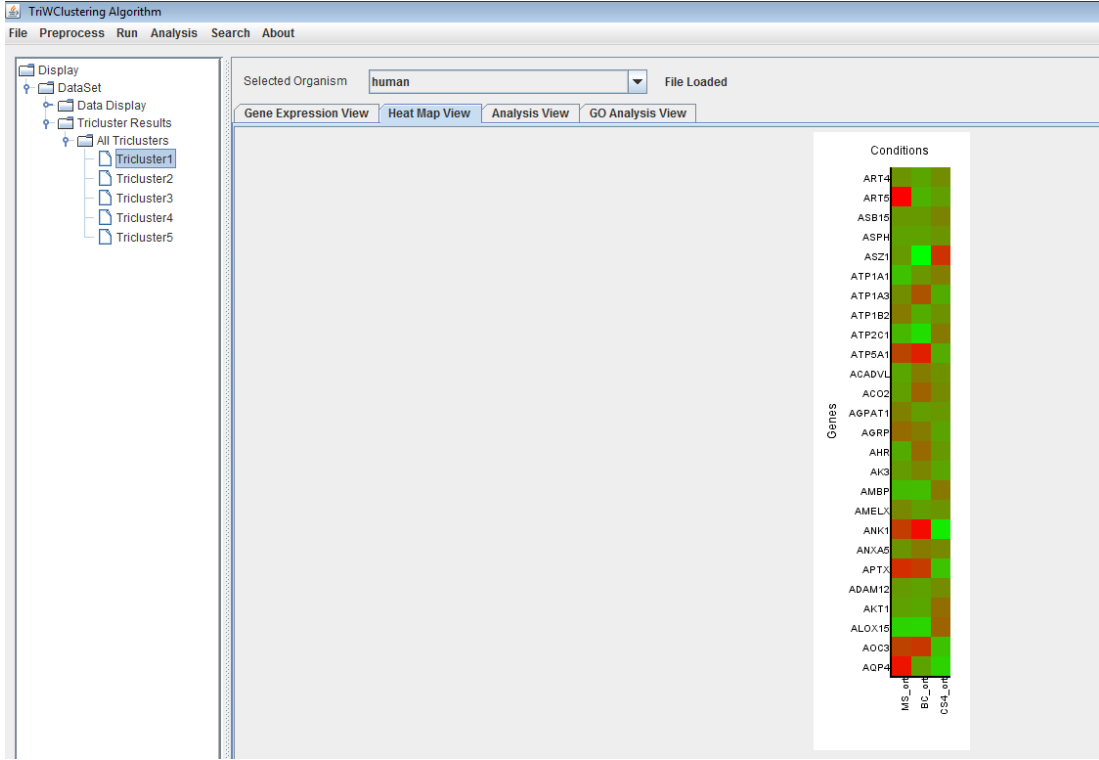 TriWClustering Algorithm
File Preprocess Run Analysis Search About
Display
DataSet
Data Display
Tricluster Results
All Triclusters
Tricluster1
Tricluster2
Tricluster3
Tricluster4
Tricluster5
Selected Organism human File Loaded
Gene Expression View Heat Map View Analysis View GO Analysis View
Conditions
ART4
ART5
ASB15
ASPH
ASZ1
ATP1A1
ATP1A3
ATP1B2
ATP2C1
ATP5A1
ACADVL
ACO2
AGPAT1
AGRP
AHR
AK3
AMBP
AMELX
ANK1
ANXA5
APTX
ADAM12
AKT1
ALOX15
AOC3
AQP4
Genes
MS_ort
BC_ort
CS4_ort